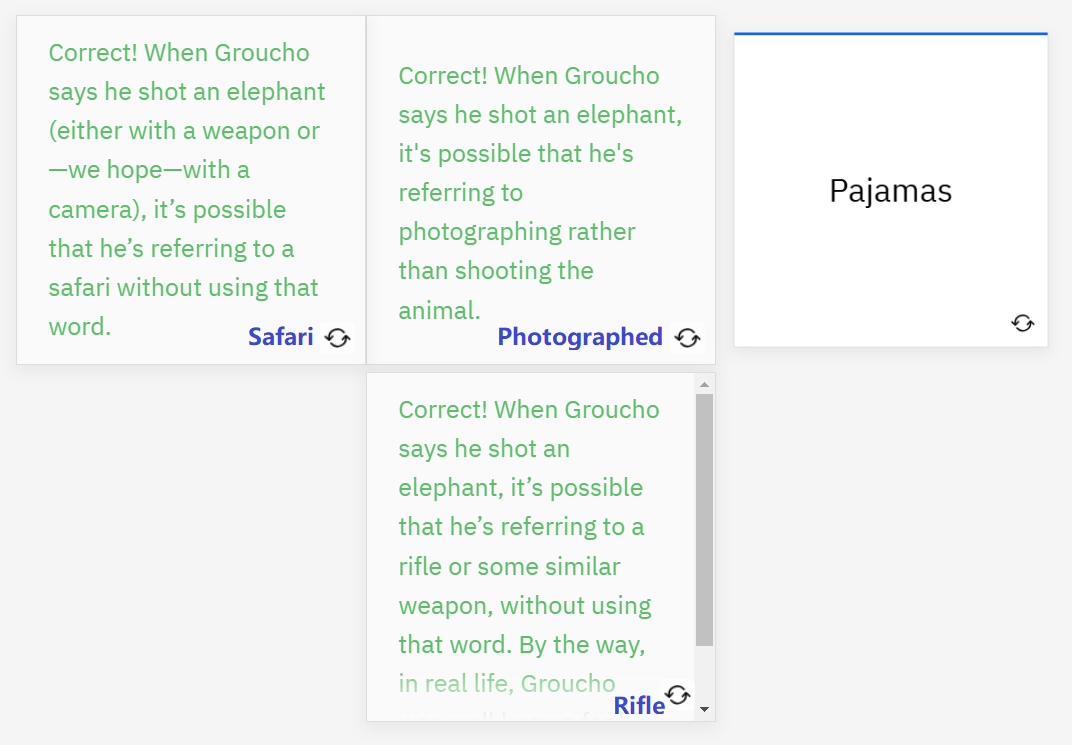 Correct! When Groucho
says he shot an elephant
(either with a weapon or
—we hope—with a
camera), it’s possible
that he’s referring to a
safari without using that
word.
Safari
Correct! When Groucho
says he shot an elephant,
it's possible that he's
referring to
photographing rather
than shooting the
animal.
Photographed
Pajamas
Correct! When Groucho
says he shot an
elephant, it’s possible
that he’s referring to a
rifle or some similar
weapon, without using
that word. By the way,
in real life, Groucho
Rifle